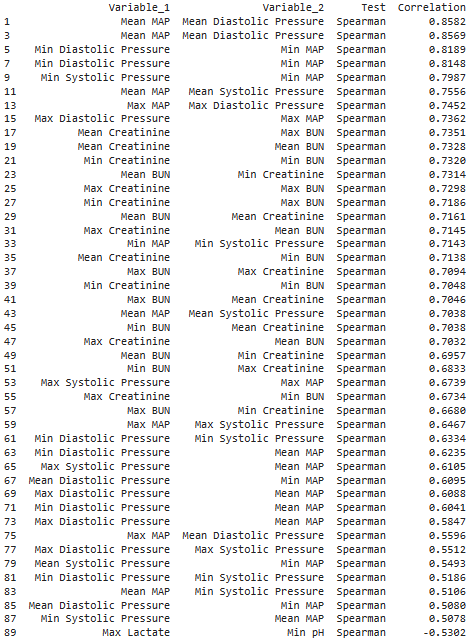 Variable_1 Variable_2 Test Correlation
1 Mean MAP Mean Diastolic Pressure Spearman 0.8582
3 Mean MAP Mean Diastolic Pressure Spearman 0.8569
5 Min Diastolic Pressure Min MAP Spearman 0.8189
7 Min Diastolic Pressure Min MAP Spearman 0.8148
9 Min Systolic Pressure Min MAP Spearman 0.7987
11 Mean MAP Mean Systolic Pressure Spearman 0.7556
13 Max MAP Max Diastolic Pressure Spearman 0.7452
15 Max Diastolic Pressure Max MAP Spearman 0.7362
17 Mean Creatinine Max BUN Spearman 0.7351
19 Mean Creatinine Mean BUN Spearman 0.7328
21 Min Creatinine Min BUN Spearman 0.7320
23 Mean BUN Min Creatinine Spearman 0.7314
25 Max Creatinine Max BUN Spearman 0.7298
27 Min Creatinine Max BUN Spearman 0.7186
29 Mean BUN Mean Creatinine Spearman 0.7161
31 Max Creatinine Mean BUN Spearman 0.7145
33 Min MAP Min Systolic Pressure Spearman 0.7143
35 Mean Creatinine Min BUN Spearman 0.7138
37 Max BUN Max Creatinine Spearman 0.7094
39 Min Creatinine Min BUN Spearman 0.7048
41 Max BUN Mean Creatinine Spearman 0.7046
43 Mean MAP Mean Systolic Pressure Spearman 0.7038
45 Min BUN Mean Creatinine Spearman 0.7038
47 Max Creatinine Mean BUN Spearman 0.7032
49 Mean BUN Min Creatinine Spearman 0.6957
51 Min BUN Max Creatinine Spearman 0.6833
53 Max Systolic Pressure Max MAP Spearman 0.6739
55 Max Creatinine Min BUN Spearman 0.6734
57 Max BUN Min Creatinine Spearman 0.6680
59 Max MAP Max Systolic Pressure Spearman 0.6467
61 Min Diastolic Pressure Min Systolic Pressure Spearman 0.6334
63 Min Diastolic Pressure Mean MAP Spearman 0.6235
65 Max Systolic Pressure Mean MAP Spearman 0.6105
67 Mean Diastolic Pressure Min MAP Spearman 0.6095
69 Max Diastolic Pressure Mean MAP Spearman 0.6088
71 Min Diastolic Pressure Mean MAP Spearman 0.6041
73 Max Diastolic Pressure Mean MAP Spearman 0.5847
75 Max MAP Mean Diastolic Pressure Spearman 0.5596
77 Max Diastolic Pressure Max Systolic Pressure Spearman 0.5512
79 Mean Systolic Pressure Min MAP Spearman 0.5493
81 Min Diastolic Pressure Min Systolic Pressure Spearman 0.5186
83 Mean MAP Min Systolic Pressure Spearman 0.5106
85 Mean Diastolic Pressure Min MAP Spearman 0.5080
87 Min Systolic Pressure Mean MAP Spearman 0.5078
89 Max Lactate Min pH Spearman -0.5302